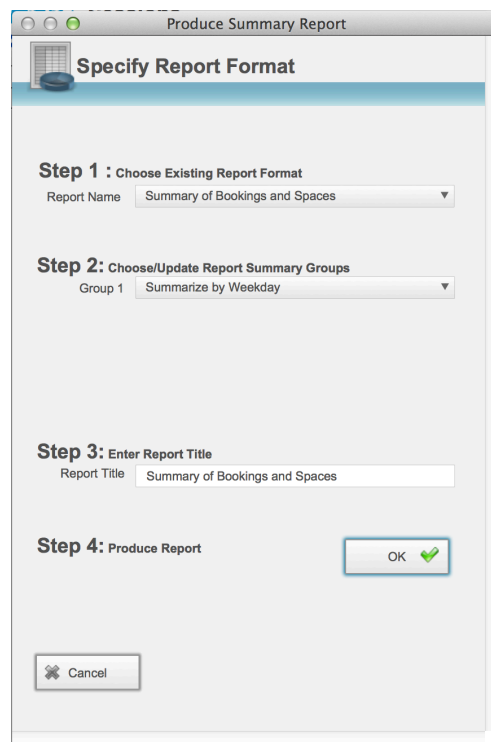 Produce Summary Report
Specify Report Format
Step 1 : Choose Existing Report Format
Report Name Summary of Bookings and Spaces
Step 2: Choose/Update Report Summary Groups
Group 1 Summarize by Weekday
Step 3: Enter Report Title
Report Title Summary of Bookings and Spaces
Step 4: Produce Report
OK
Cancel